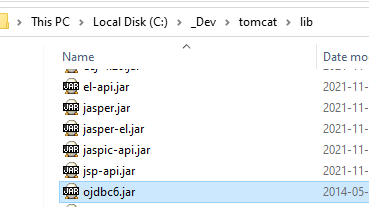 This PC > Local Disk (C:) > _Dev > tomcat > lib
Name Date mo
el-api.jar 2021-11-
jasper.jar 2021-11-
jasper-el.jar 2021-11-
jaspic-api.jar 2021-11-
jsp-api.jar 2021-11-
ojdbc6.jar 2014-05-